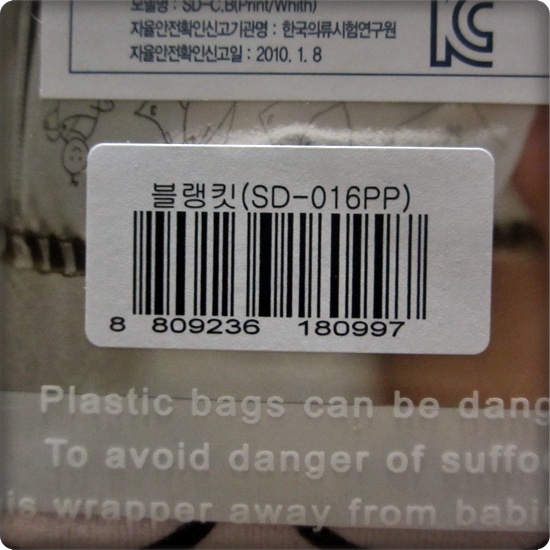 모델명 : SD-C,B(Print/Whith)
자율안전확인신고기관명 : 한국의류시험연구원
자율안전확인신고일 : 2010. 1. 8
KC
블랭킷(SD-016PP)
8 809236 180997
Plastic bags can be dang
To avoid danger of suffo
is wrapper away from babi